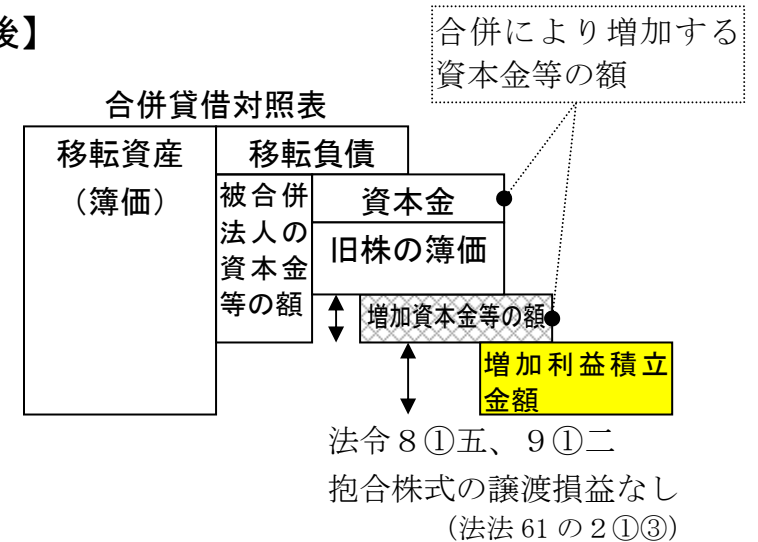 後】
合併により増加する
資本金等の額
合併貸借対照表
移転資産
（簿価）
移転負債
被合併
法人の
資本金
等の額
資本金
旧株の簿価
増加資本金等の額
増加利益積立
金額
法令８①五、９①二
抱合株式の譲渡損益なし
（法法 61 の２①③）